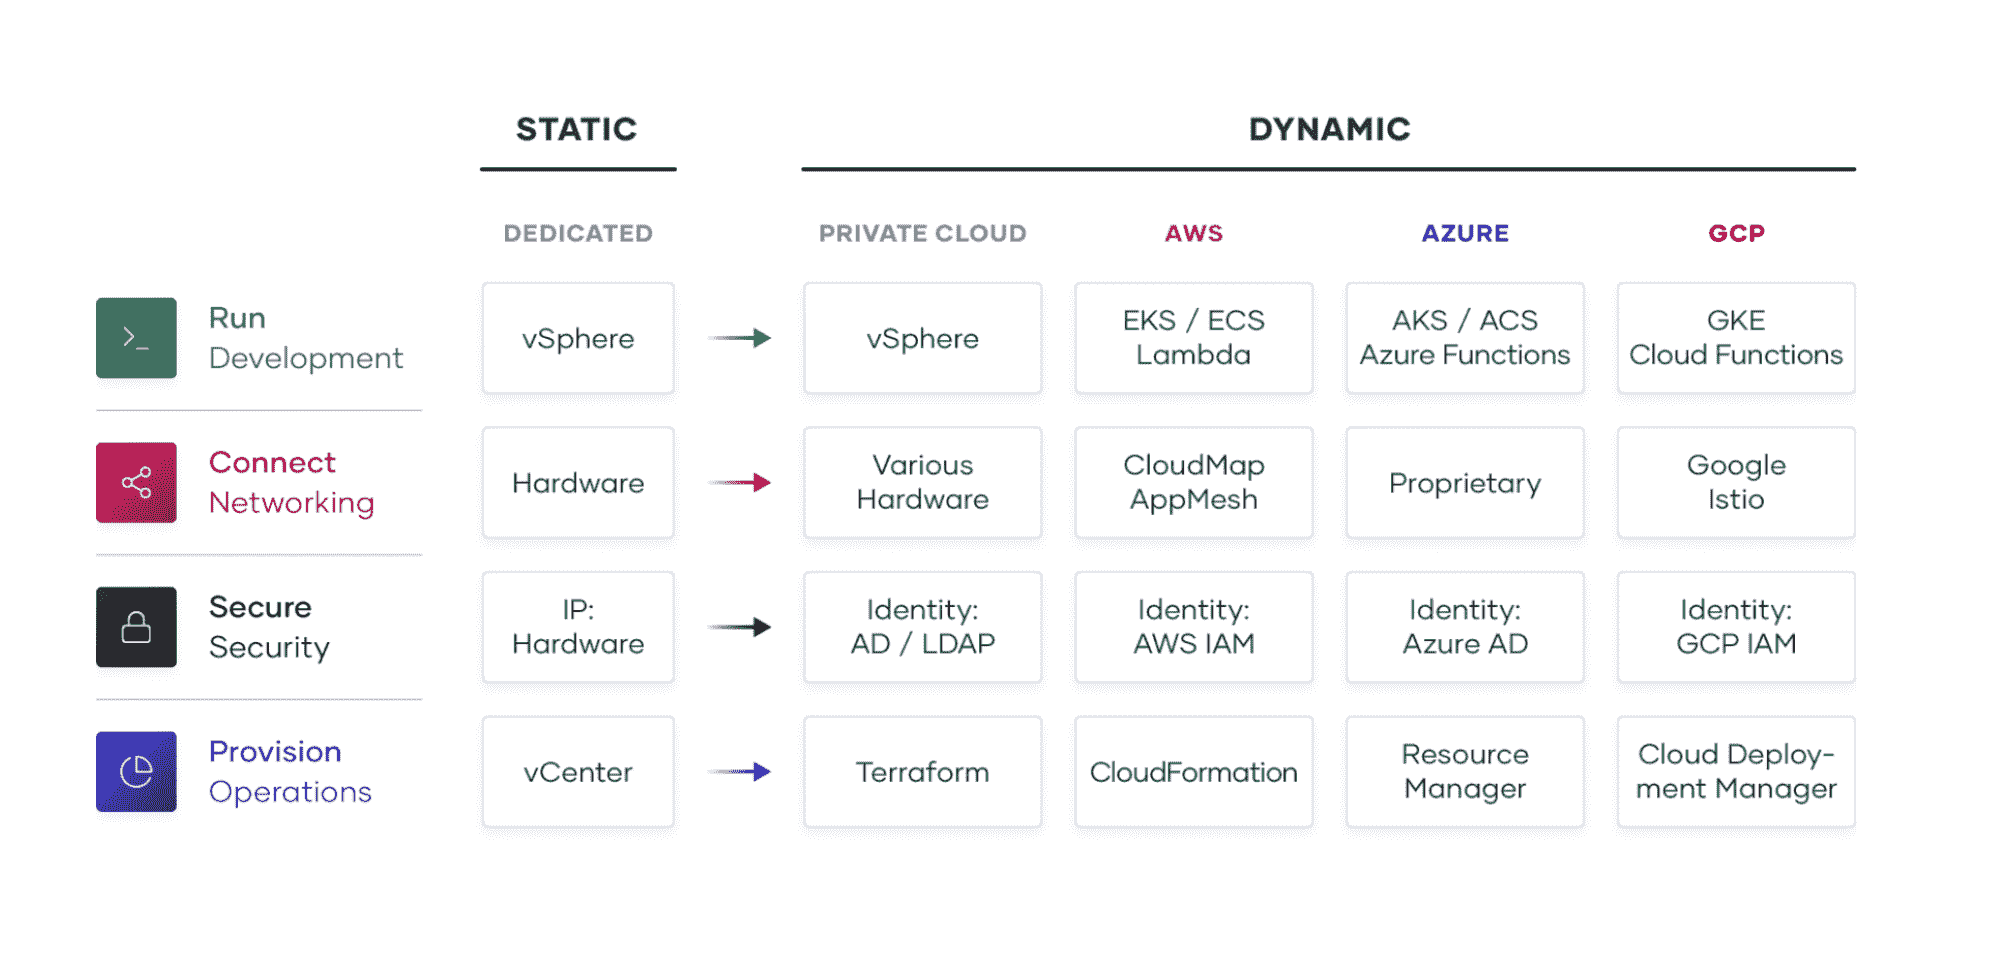 STATIC
DYNAMIC
DEDICATED
PRIVATE CLOUD
AWS
AZURE
GCP
Run
Development
vSphere
vSphere
EKS / ECS
Lambda
AKS / ACS
Azure Functions
GKE
Cloud Functions
Connect
Networking
Hardware
Various
Hardware
CloudMap
AppMesh
Proprietary
Google
Istio
Secure
Security
IP:
Hardware
Identity:
AD / LDAP
Identity:
AWS IAM
Identity:
Azure AD
Identity:
GCP IAM
Provision
Operations
vCenter
Terraform
CloudFormation
Resource
Manager
Cloud Deploy-
ment Manager